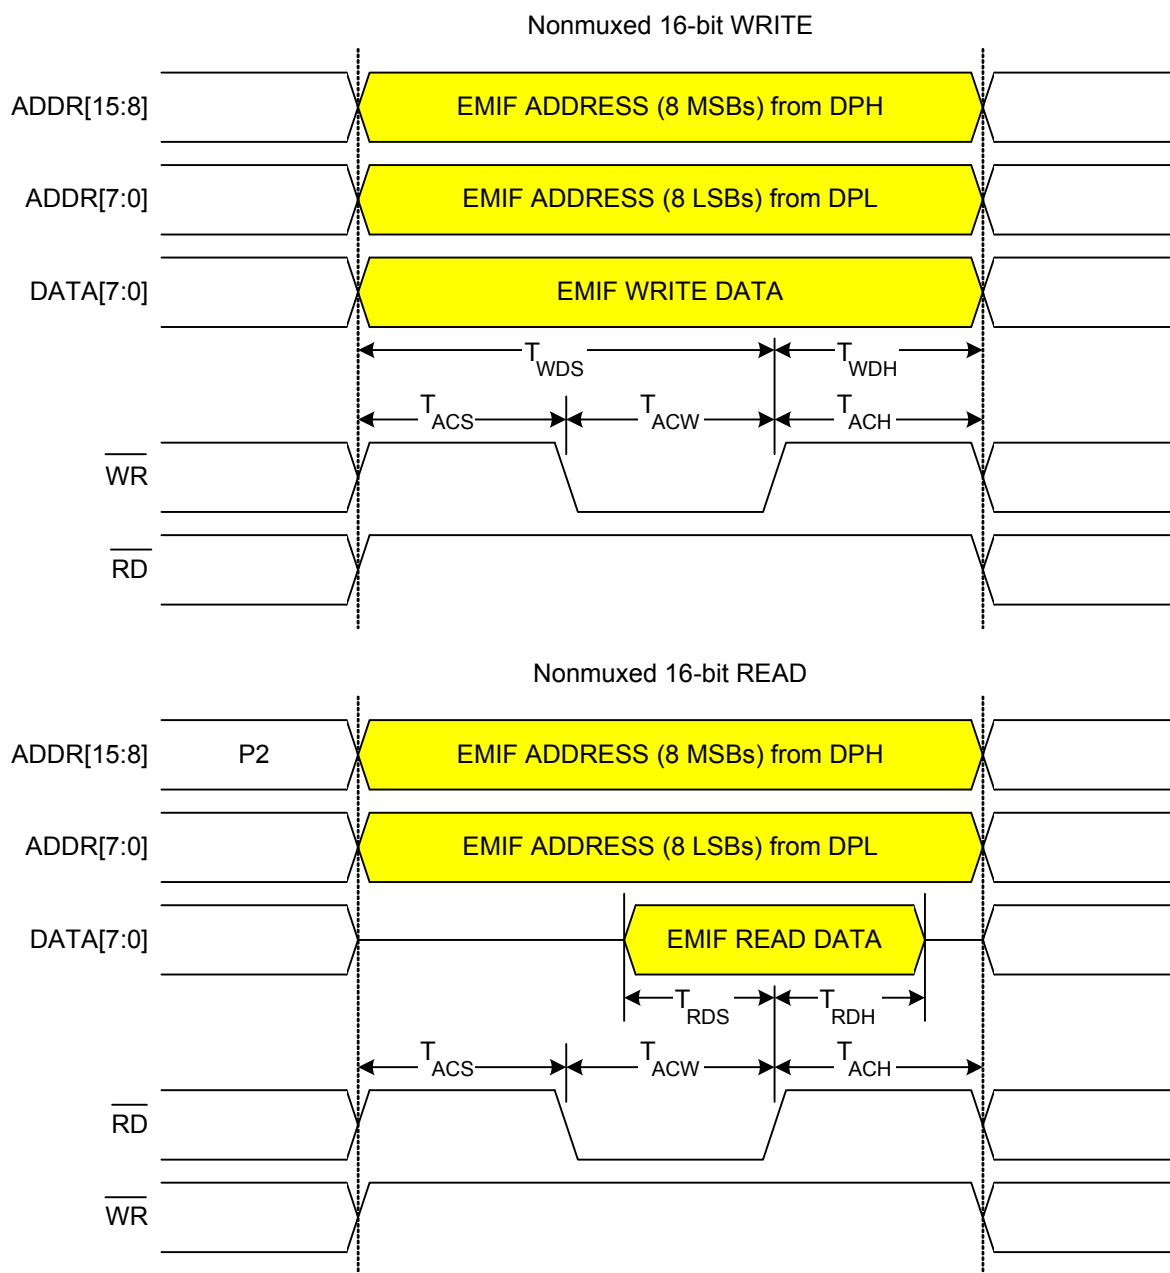 Nonmuxed 16-bit WRITE
ADDR[15:8] EMIF ADDRESS (8 MSBs) from DPH
ADDR[7:0] EMIF ADDRESS (8 LSBs) from DPL
DATA[7:0] EMIF WRITE DATA
TWDS TWDH
TACS TACW TACH
WR
RD
Nonmuxed 16-bit READ
ADDR[15:8] P2 EMIF ADDRESS (8 MSBs) from DPH
ADDR[7:0] EMIF ADDRESS (8 LSBs) from DPL
DATA[7:0] EMIF READ DATA
TRDS TRDH
TACS TACW TACH
RD
WR